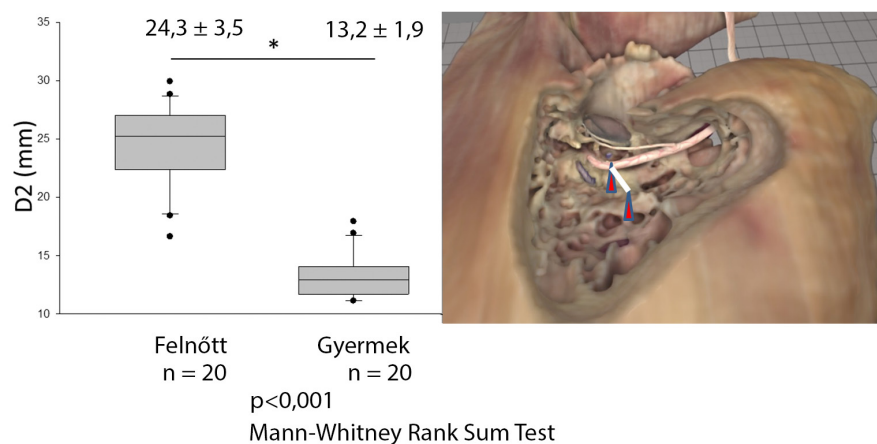 24,3 ± 3,5
*
13,2 ± 1,9
D2 (mm)
35
30
25
20
15
10
Felnőtt
n = 20
Gyermek
n = 20
p<0,001
Mann-Whitney Rank Sum Test